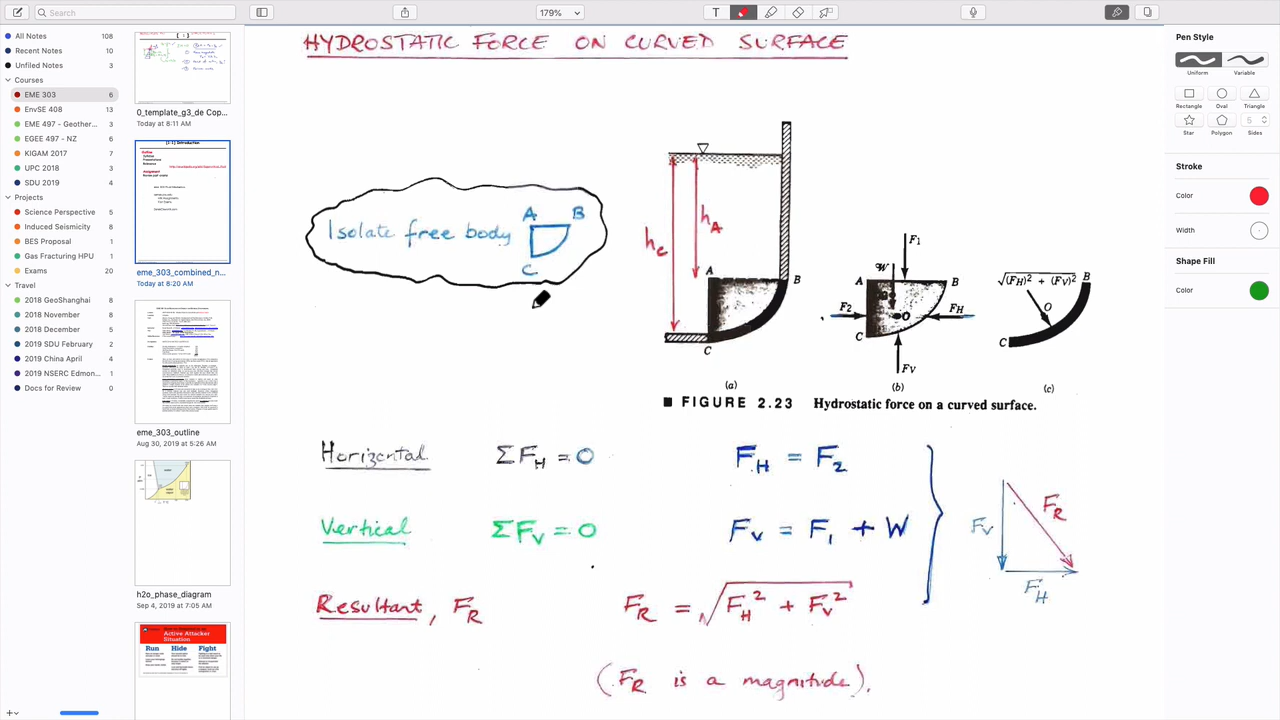 Search
179%
T
All Notes 108
Recent Notes 10
Unfiled Notes 3
Courses
EME 303 6
EnvSE 408 13
EME 497 - Geother... 3
EGEE 497 - NZ 4
KIGAM 2017 7
UPC 2018 3
SDU 2019 4
Projects
Science Perspective 5
Induced Seismicity 8
BES Proposal 1
Gas Fracturing HPU 1
Exams 20
Travel
2018 GeoShanghai 4
2018 November 8
2018 December 8
2019 SDU February 2
2019 China April 4
2019 NSERC Edmon... 1
Docs for Review 0
0_template_g3_de Cop...
Today at 8:11 AM
[1:1] Introduction
eme_303_combined_n...
Today at 8:20 AM
eme_303_outline
Aug 30, 2019 at 5:26 AM
h2o_phase_diagram
Sep 4, 2019 at 7:05 AM
Active Attacker
Situation
Run Hide Fight
HYDROSTATIC FORCE ON CURVED SURFACE
Isolate free body
A B
C
hc hA
A B
C
(a)
F1
W
A B
F2 O FH
C
FV
(b)
√(FH)² + (FV)² B
C
(c)
■ FIGURE 2.23 Hydrostatic force on a curved surface.
Horizontal ΣFH = 0 FH = F2
Vertical ΣFV = 0 FV = F1 + W
Resultant, FR FR = √FH² + FV²
(FR is a magnitude).
FV FR
FH
Pen Style
Uniform Variable
Rectangle Oval Triangle
5
Star Polygon Sides
Stroke
Color
Width
Shape Fill
Color